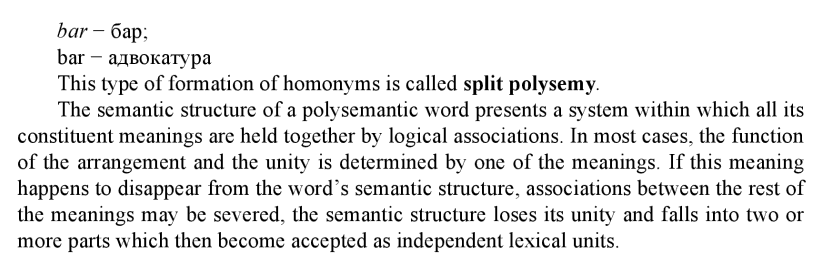 bar − бар;
bar − адвокатура
This type of formation of homonyms is called split polysemy.
The semantic structure of a polysemantic word presents a system within which all its
constituent meanings are held together by logical associations. In most cases, the function
of the arrangement and the unity is determined by one of the meanings. If this meaning
happens to disappear from the word’s semantic structure, associations between the rest of
the meanings may be severed, the semantic structure loses its unity and falls into two or
more parts which then become accepted as independent lexical units.